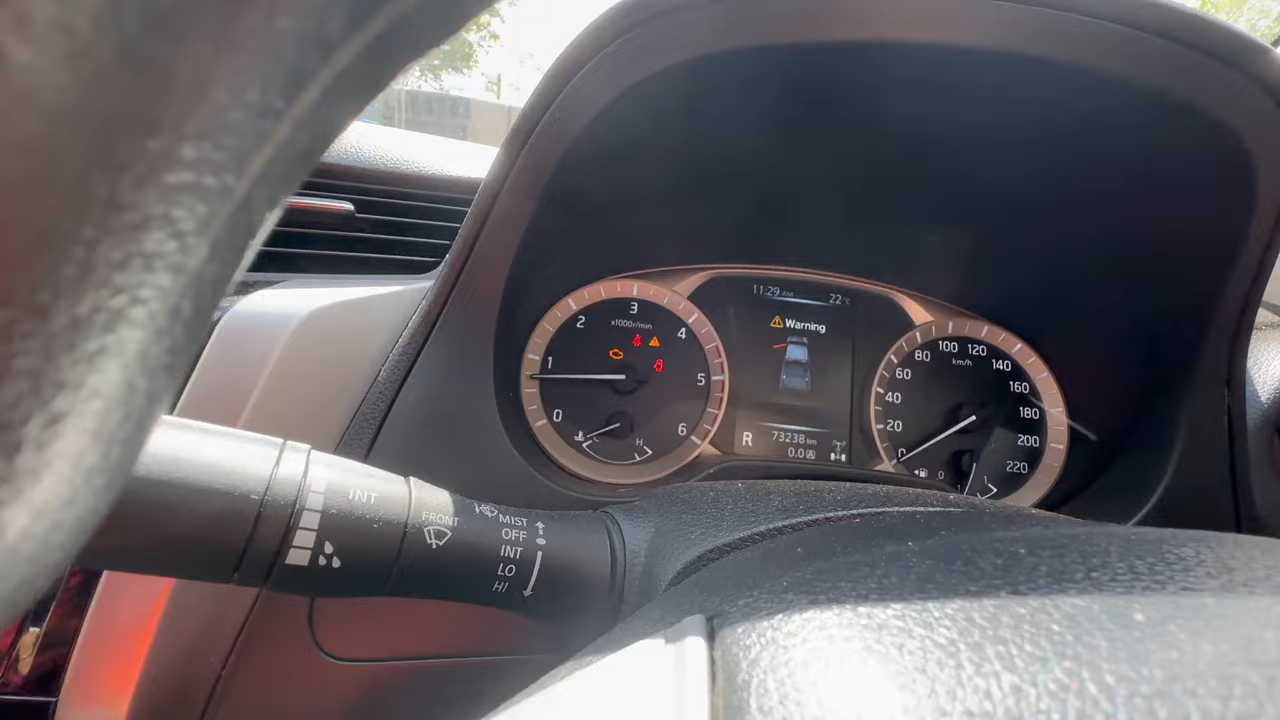 11:29 AM 22°C
Warning
R 73238 km
0.0 A
x1000r/min
0
1
2
3
4
5
6
H
km/h
0
20
40
60
80
100
120
140
160
180
200
220
0
1
INT
FRONT
MIST
OFF
INT
LO
HI